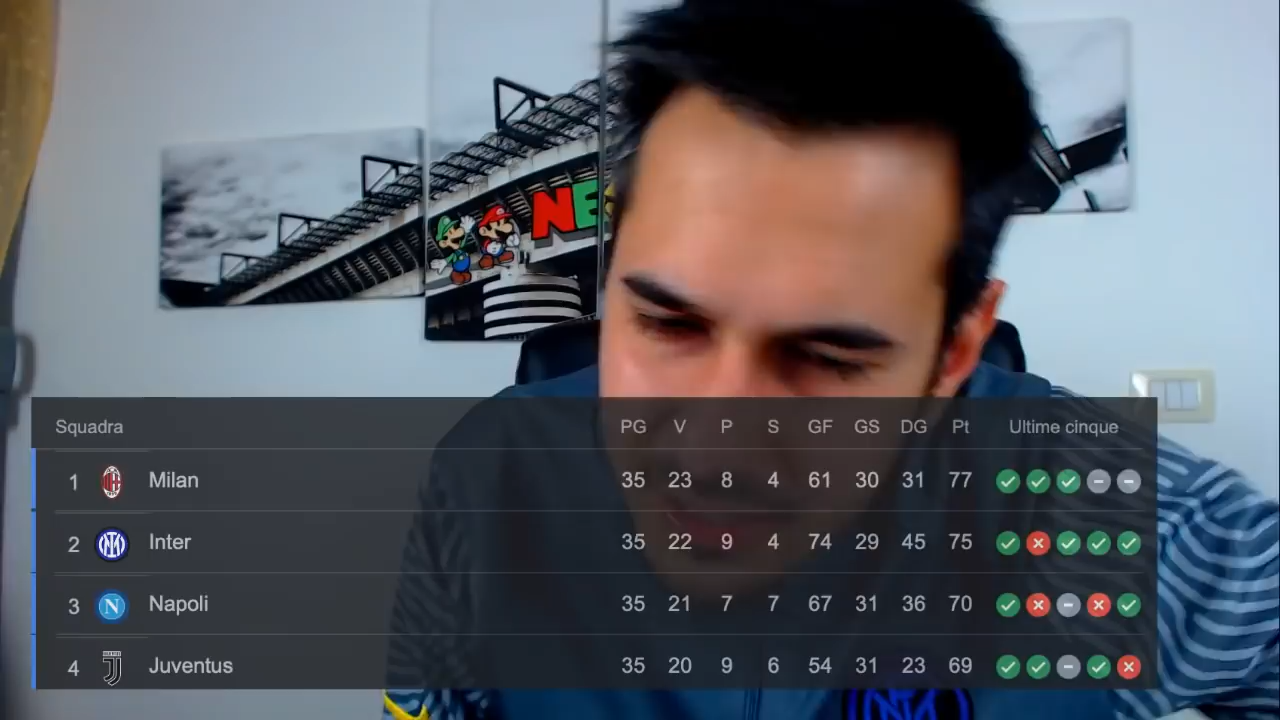 NE
Squadra PG V P S GF GS DG Pt Ultime cinque
1 Milan 35 23 8 4 61 30 31 77
2 Inter 35 22 9 4 74 29 45 75
3 Napoli 35 21 7 7 67 31 36 70
4 Juventus 35 20 9 6 54 31 23 69